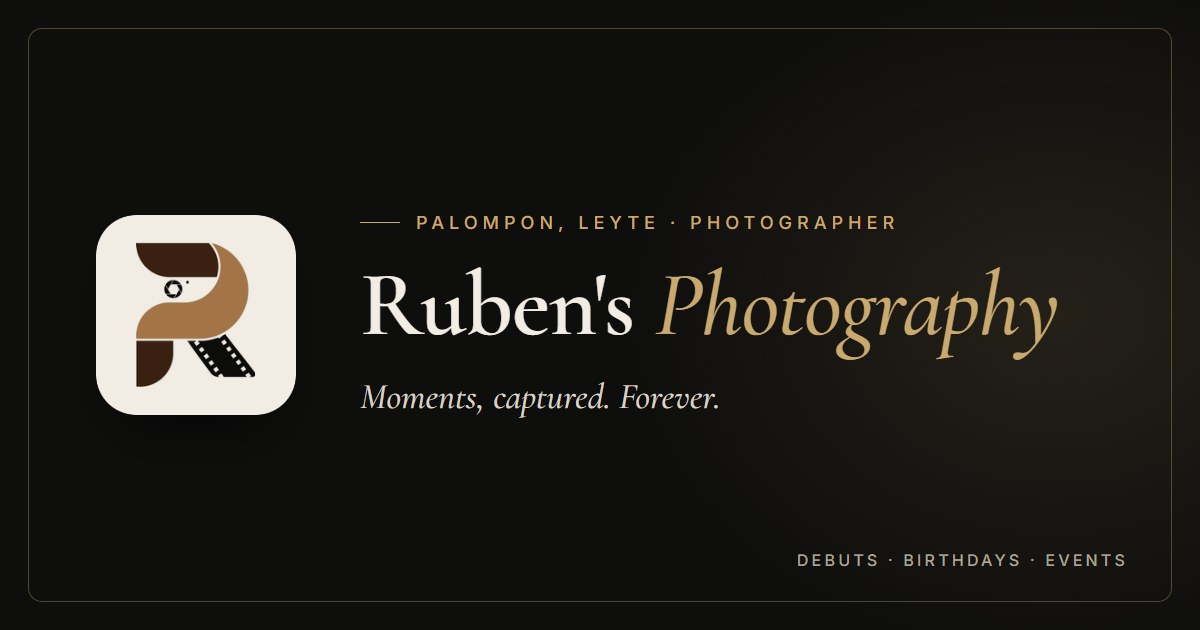 PALOMPON, LEYTE · PHOTOGRAPHER
Ruben's Photography
Moments, captured. Forever.
DEBUTS · BIRTHDAYS · EVENTS